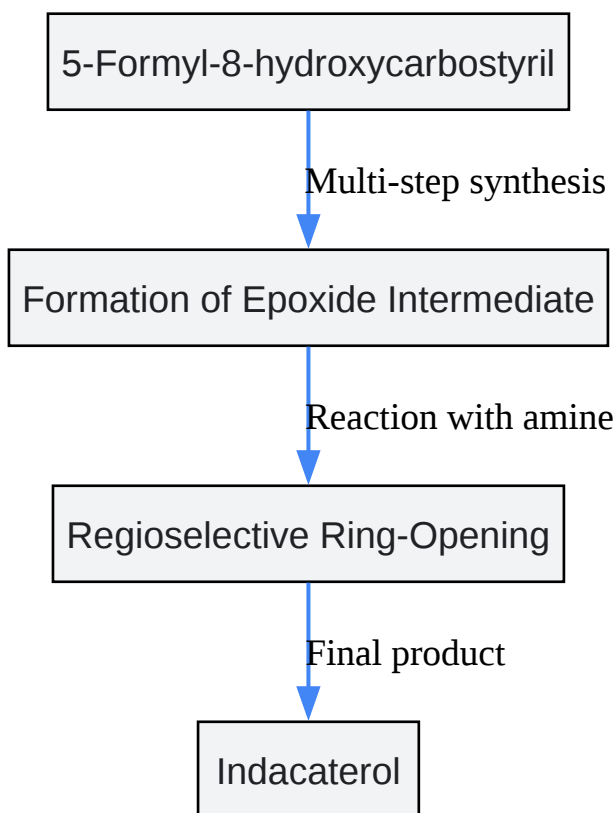 5-Formyl-8-hydroxycarbostyril
Multi-step synthesis
Formation of Epoxide Intermediate
Reaction with amine
Regioselective Ring-Opening
Final product
Indacaterol